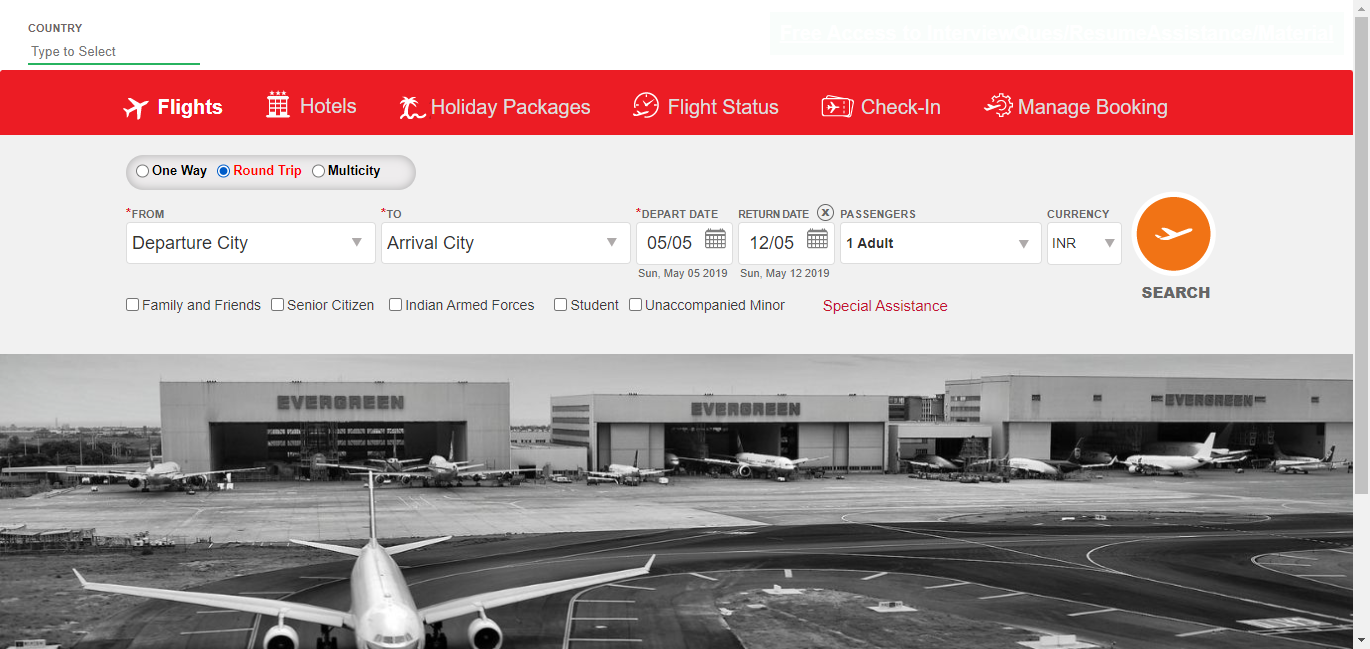 COUNTRY
Free Access to InterviewQues/ResumeAssistance/Material
Type to Select
Flights Hotels Holiday Packages Flight Status Check-In Manage Booking
One Way Round Trip Multicity
*FROM *TO *DEPART DATE RETURN DATE X PASSENGERS CURRENCY
Departure City Arrival City 05/05 12/05 1 Adult INR
Sun, May 05 2019 Sun, May 12 2019
SEARCH
Family and Friends Senior Citizen Indian Armed Forces Student Unaccompanied Minor Special Assistance
EVERGREEN EVERGREEN EVERGREEN